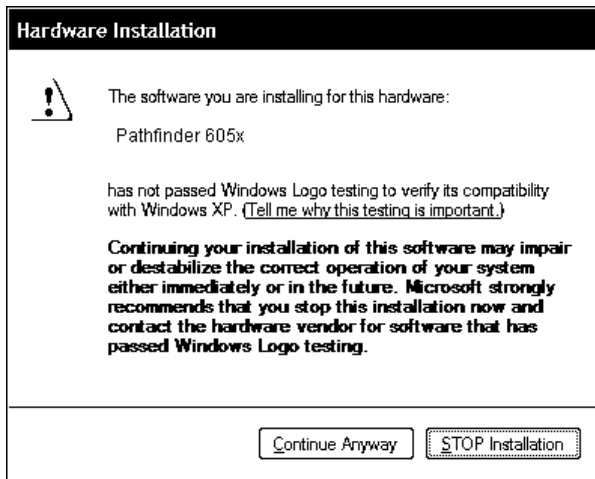 Hardware Installation
The software you are installing for this hardware:
Pathfinder 605x
has not passed Windows Logo testing to verify its compatibility
with Windows XP. (Tell me why this testing is important.)
Continuing your installation of this software may impair
or destabilize the correct operation of your system
either immediately or in the future. Microsoft strongly
recommends that you stop this installation now and
contact the hardware vendor for software that has
passed Windows Logo testing.
Continue Anyway STOP Installation